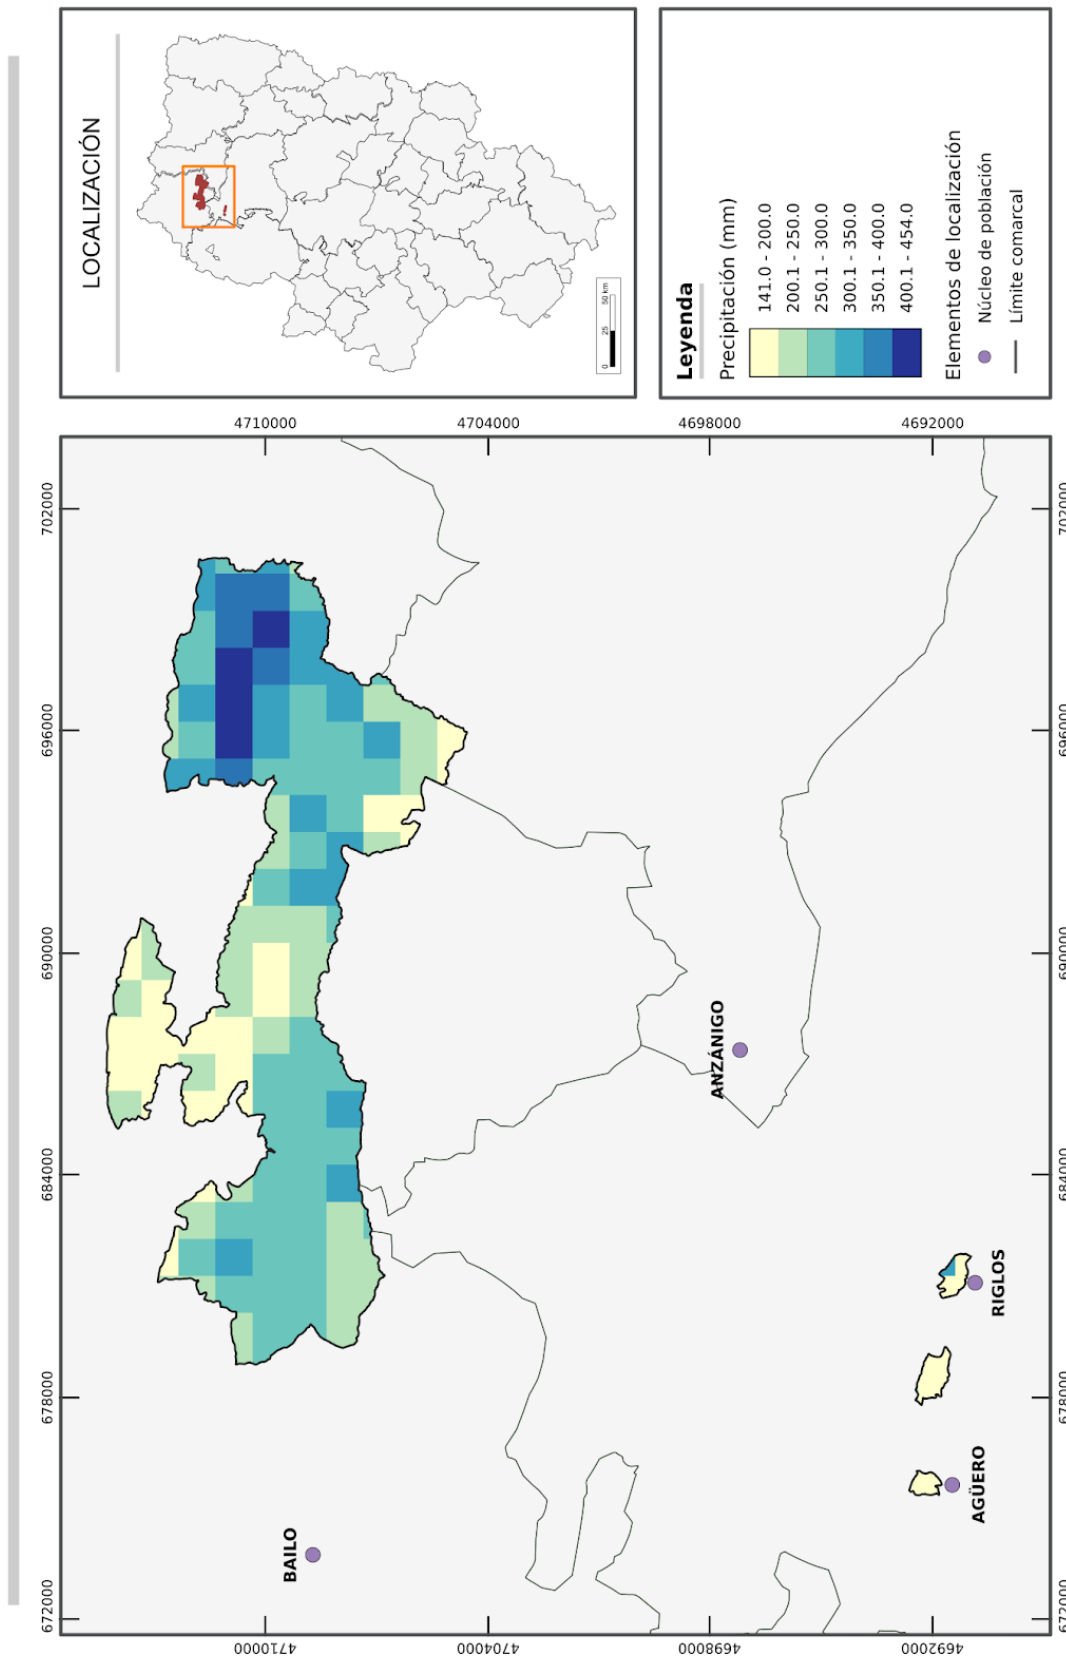 LOCALIZACIÓN
0 25 50 km
Leyenda
Precipitación (mm)
141.0 - 200.0
200.1 - 250.0
250.1 - 300.0
300.1 - 350.0
350.1 - 400.0
400.1 - 454.0
Elementos de localización
Núcleo de población
Límite comarcal
672000
678000
684000
690000
696000
702000
4710000
4704000
4698000
4692000
4710000
4704000
4698000
4692000
BAILO
ANZÁNIGO
AGÜERO
RIGLOS
672000
678000
684000
690000
696000
702000